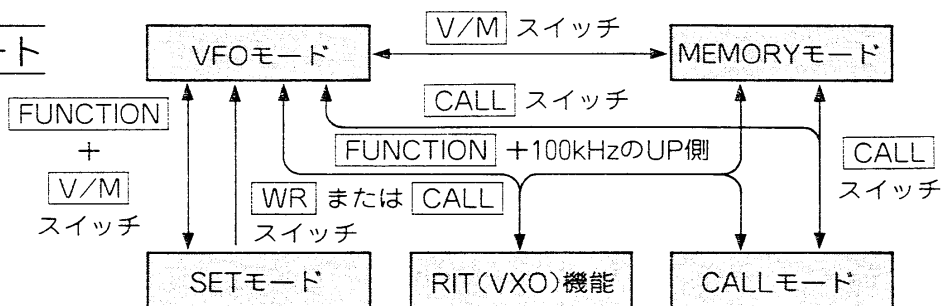 ート
VFOモード
V/M スイッチ
MEMORYモード
FUNCTION
+
V/M
スイッチ
CALL スイッチ
FUNCTION +100kHzのUP側
CALL
スイッチ
WR または CALL
スイッチ
SETモード
RIT(VXO)機能
CALLモード